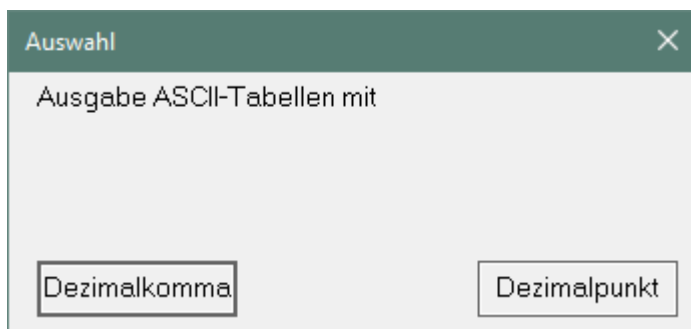 Auswahl
Ausgabe ASCII-Tabellen mit
Dezimalkomma
Dezimalpunkt